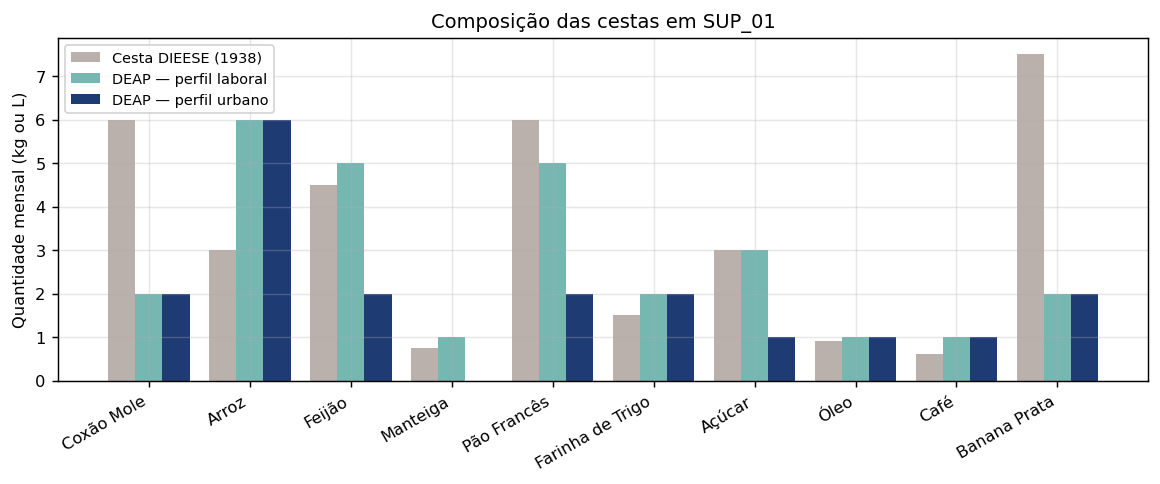 Composição das cestas em SUP_01
Quantidade mensal (kg ou L)
7
6
5
4
3
2
1
0
Cesta DIEESE (1938)
DEAP — perfil laboral
DEAP — perfil urbano
Coxão Mole
Arroz
Feijão
Manteiga
Pão Francês
Farinha de Trigo
Açúcar
Óleo
Café
Banana Prata